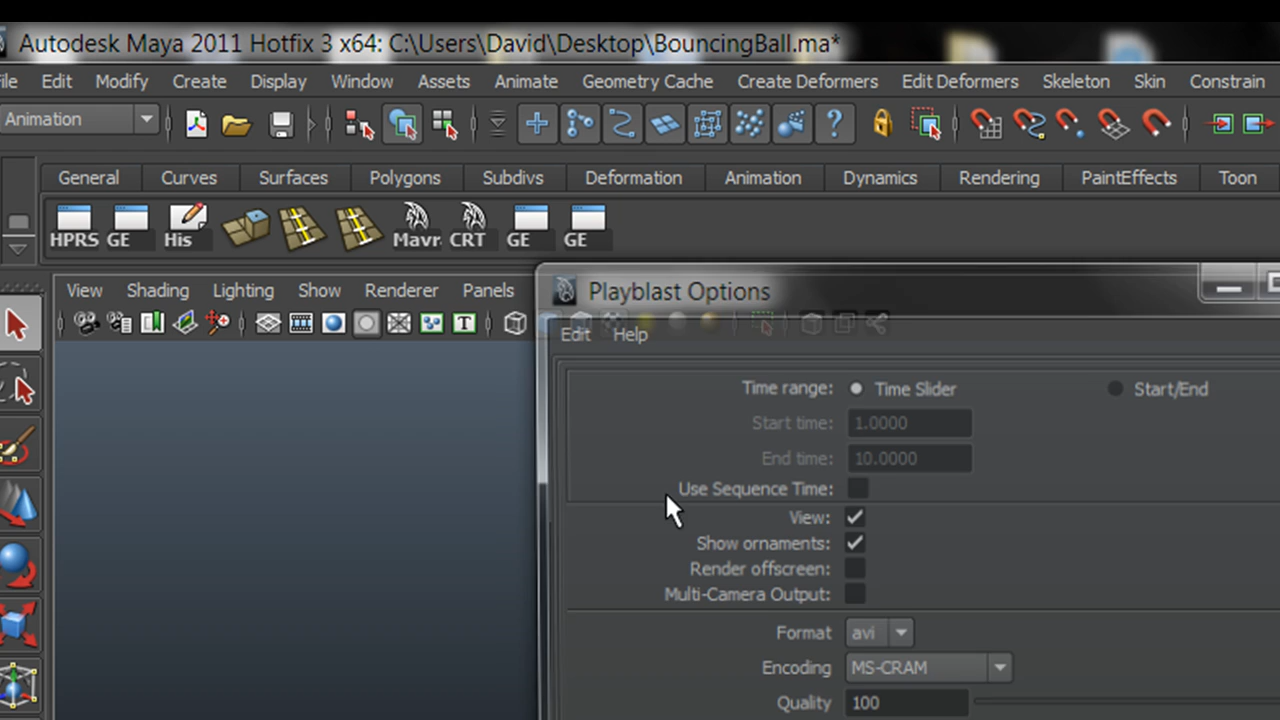 Autodesk Maya 2011 Hotfix 3 x64: C:\Users\David\Desktop\BouncingBall.ma*
ile Edit Modify Create Display Window Assets Animate Geometry Cache Create Deformers Edit Deformers Skeleton Skin Constrain
Animation
?
General Curves Surfaces Polygons Subdivs Deformation Animation Dynamics Rendering PaintEffects Toon
HPRS GE His Mavr CRT GE GE
View Shading Lighting Show Renderer Panels
Playblast Options
T
Edit Help
Time range: Time Slider Start/End
Start time: 1.0000
End time: 10.0000
Use Sequence Time:
View:
Show ornaments:
Render offscreen:
Multi-Camera Output:
Format avi
Encoding MS-CRAM
Quality 100